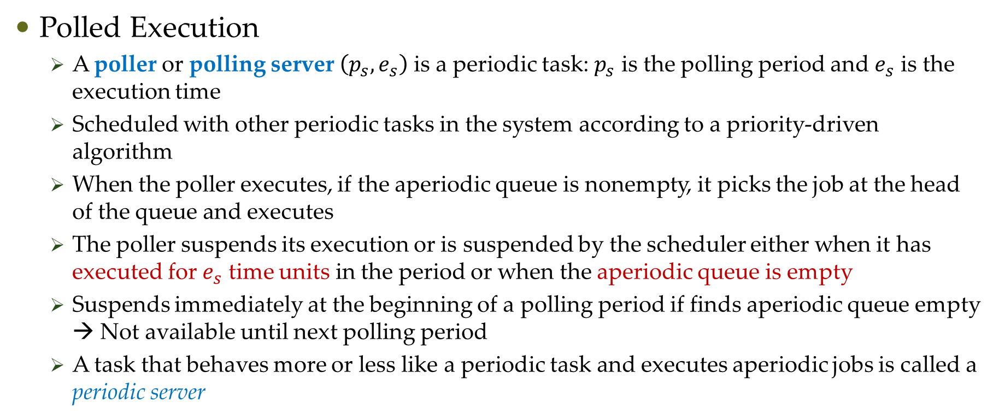 • Polled Execution
➢ A poller or polling server (pₛ, eₛ) is a periodic task: pₛ is the polling period and eₛ is the
execution time
➢ Scheduled with other periodic tasks in the system according to a priority-driven
algorithm
➢ When the poller executes, if the aperiodic queue is nonempty, it picks the job at the head
of the queue and executes
➢ The poller suspends its execution or is suspended by the scheduler either when it has
executed for eₛ time units in the period or when the aperiodic queue is empty
➢ Suspends immediately at the beginning of a polling period if finds aperiodic queue empty
→ Not available until next polling period
➢ A task that behaves more or less like a periodic task and executes aperiodic jobs is called a
periodic server